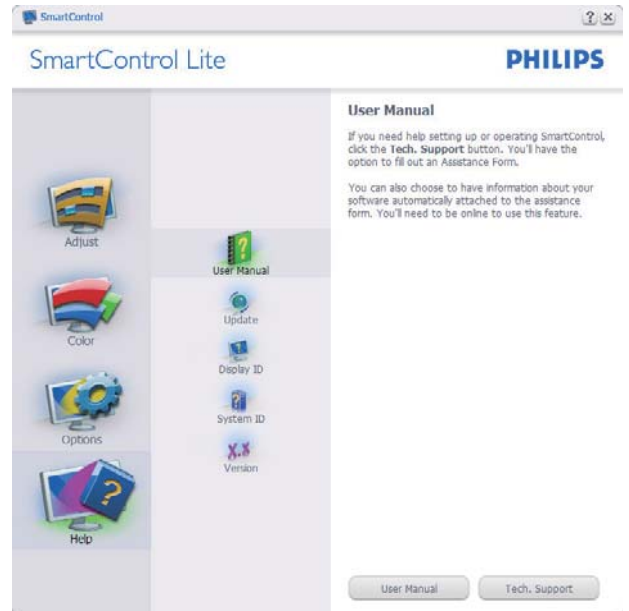 SmartControl
? x
SmartControl Lite
PHILIPS
Adjust
Color
Options
Help
User Manual
Update
Display ID
System ID
X.X
Version
User Manual
If you need help setting up or operating SmartControl,
click the Tech. Support button. You'll have the
option to fill out an Assistance Form.
You can also choose to have information about your
software automatically attached to the assistance
form. You'll need to be online to use this feature.
User Manual
Tech. Support